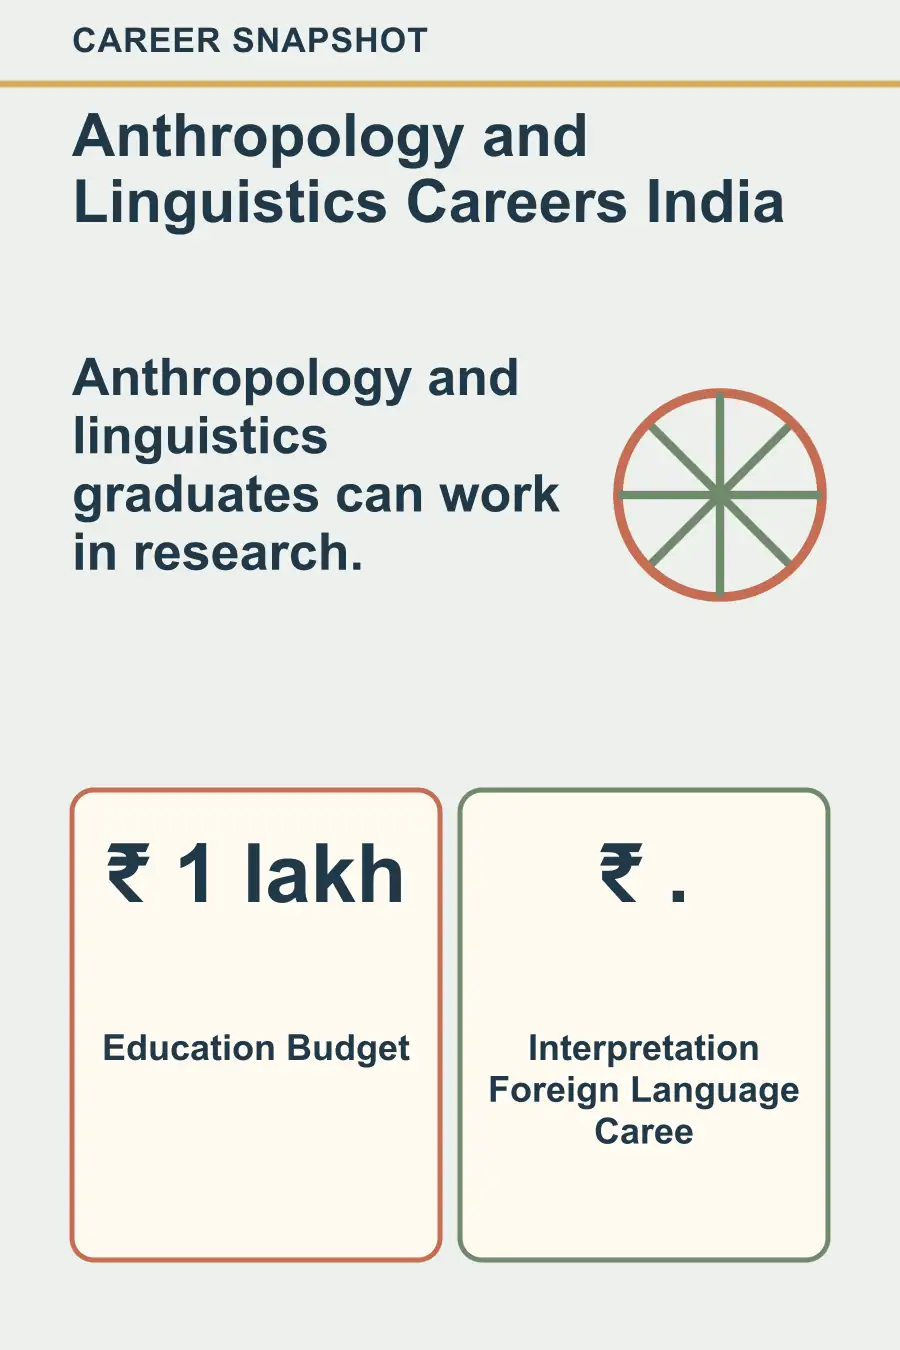 CAREER SNAPSHOT
Anthropology and
Linguistics Careers India
Anthropology and
linguistics
graduates can work
in research.
₹ 1 lakh
Education Budget
₹ .
Interpretation
Foreign Language
Caree